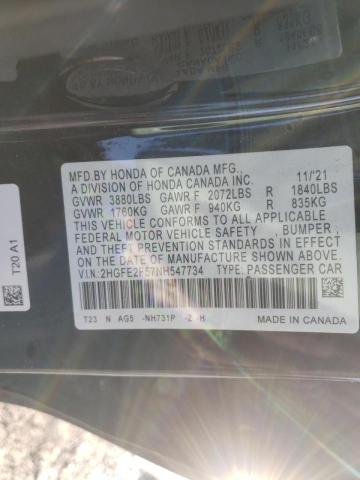 MFD.BY HONDA OF CANADA MFG., 11/'21
A DIVISION OF HONDA CANADA INC.
GVWR 3880LBS GAWR F 2072LBS R 1840LBS
GVWR 1760KG GAWR F 940KG R 835KG
THIS VEHICLE CONFORMS TO ALL APPLICABLE
FEDERAL MOTOR VEHICLE SAFETY BUMPER,
AND THEFT PREVENTION STANDARDS IN EFFECT
ON THE DATE OF MANUFACTURE SHOWN ABOVE.
V.I.N.:2HGFE2F57NH547734 TYPE: PASSENGER CAR
T23 N AG5 -NH731P -Z H
MADE IN CANADA
T20 A1